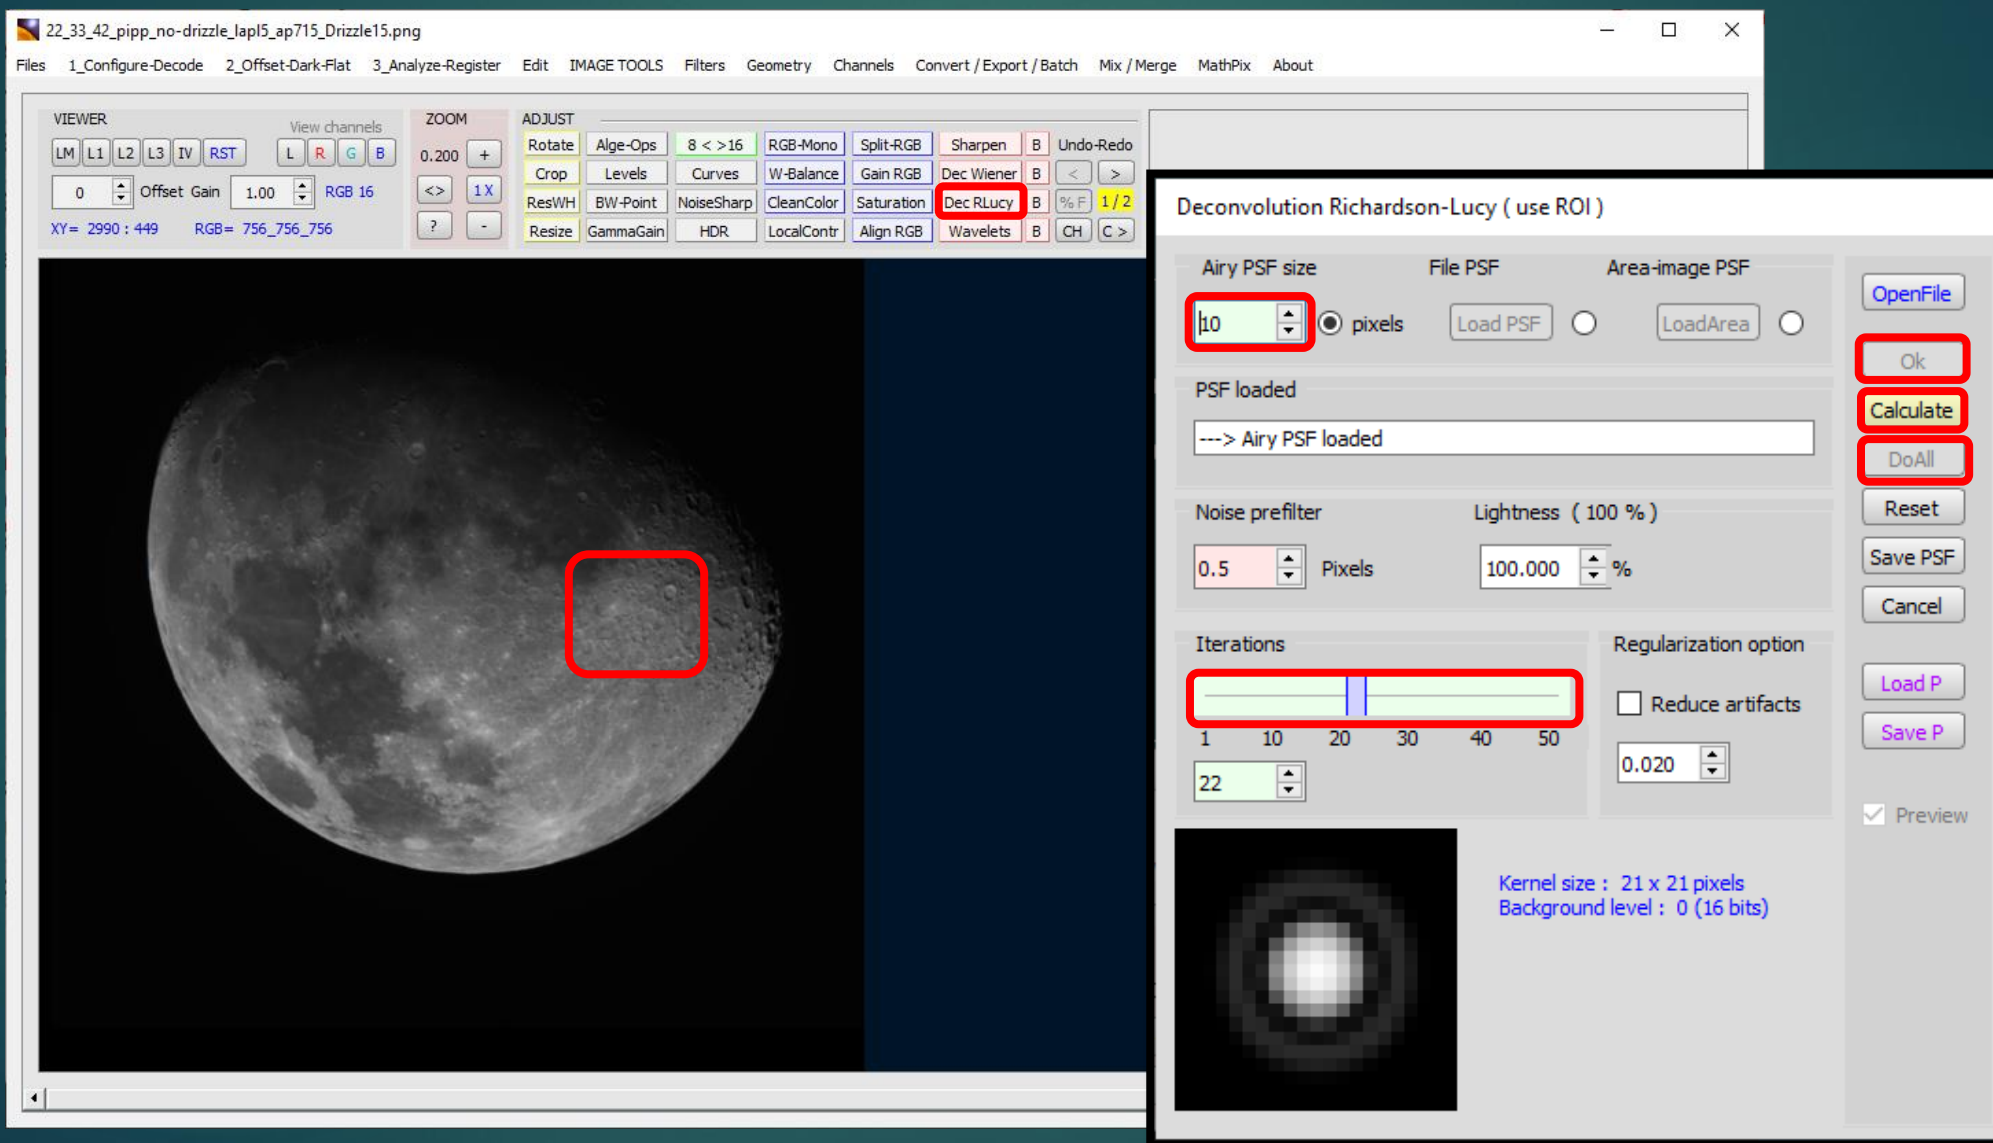 22_33_42_pipp_no-drizzle_lapl5_ap715_Drizzle15.png
Files 1_Configure-Decode 2_Offset-Dark-Flat 3_Analyze-Register Edit IMAGE TOOLS Filters Geometry Channels Convert / Export / Batch Mix / Merge MathPix About
VIEWER View channels
LM L1 L2 L3 IV RST L R G B
0 Offset Gain 1.00 RGB 16
XY= 2990 : 449 RGB= 756_756_756
ZOOM
0.200 +
<> 1 X
? -
ADJUST
Rotate Alge-Ops 8 < >16 RGB-Mono Split-RGB Sharpen B Undo-Redo
Crop Levels Curves W-Balance Gain RGB Dec Wiener B < >
ResWH BW-Point NoiseSharp CleanColor Saturation Dec RLucy B % F 1 / 2
Resize GammaGain HDR LocalContr Align RGB Wavelets B CH C >
Deconvolution Richardson-Lucy ( use ROI )
Airy PSF size File PSF Area-image PSF
10 pixels Load PSF LoadArea
PSF loaded
---> Airy PSF loaded
Noise prefilter Lightness ( 100 % )
0.5 Pixels 100.000 %
Iterations Regularization option
Reduce artifacts
1 10 20 30 40 50
22 0.020
Kernel size : 21 x 21 pixels
Background level : 0 (16 bits)
OpenFile
Ok
Calculate
DoAll
Reset
Save PSF
Cancel
Load P
Save P
Preview